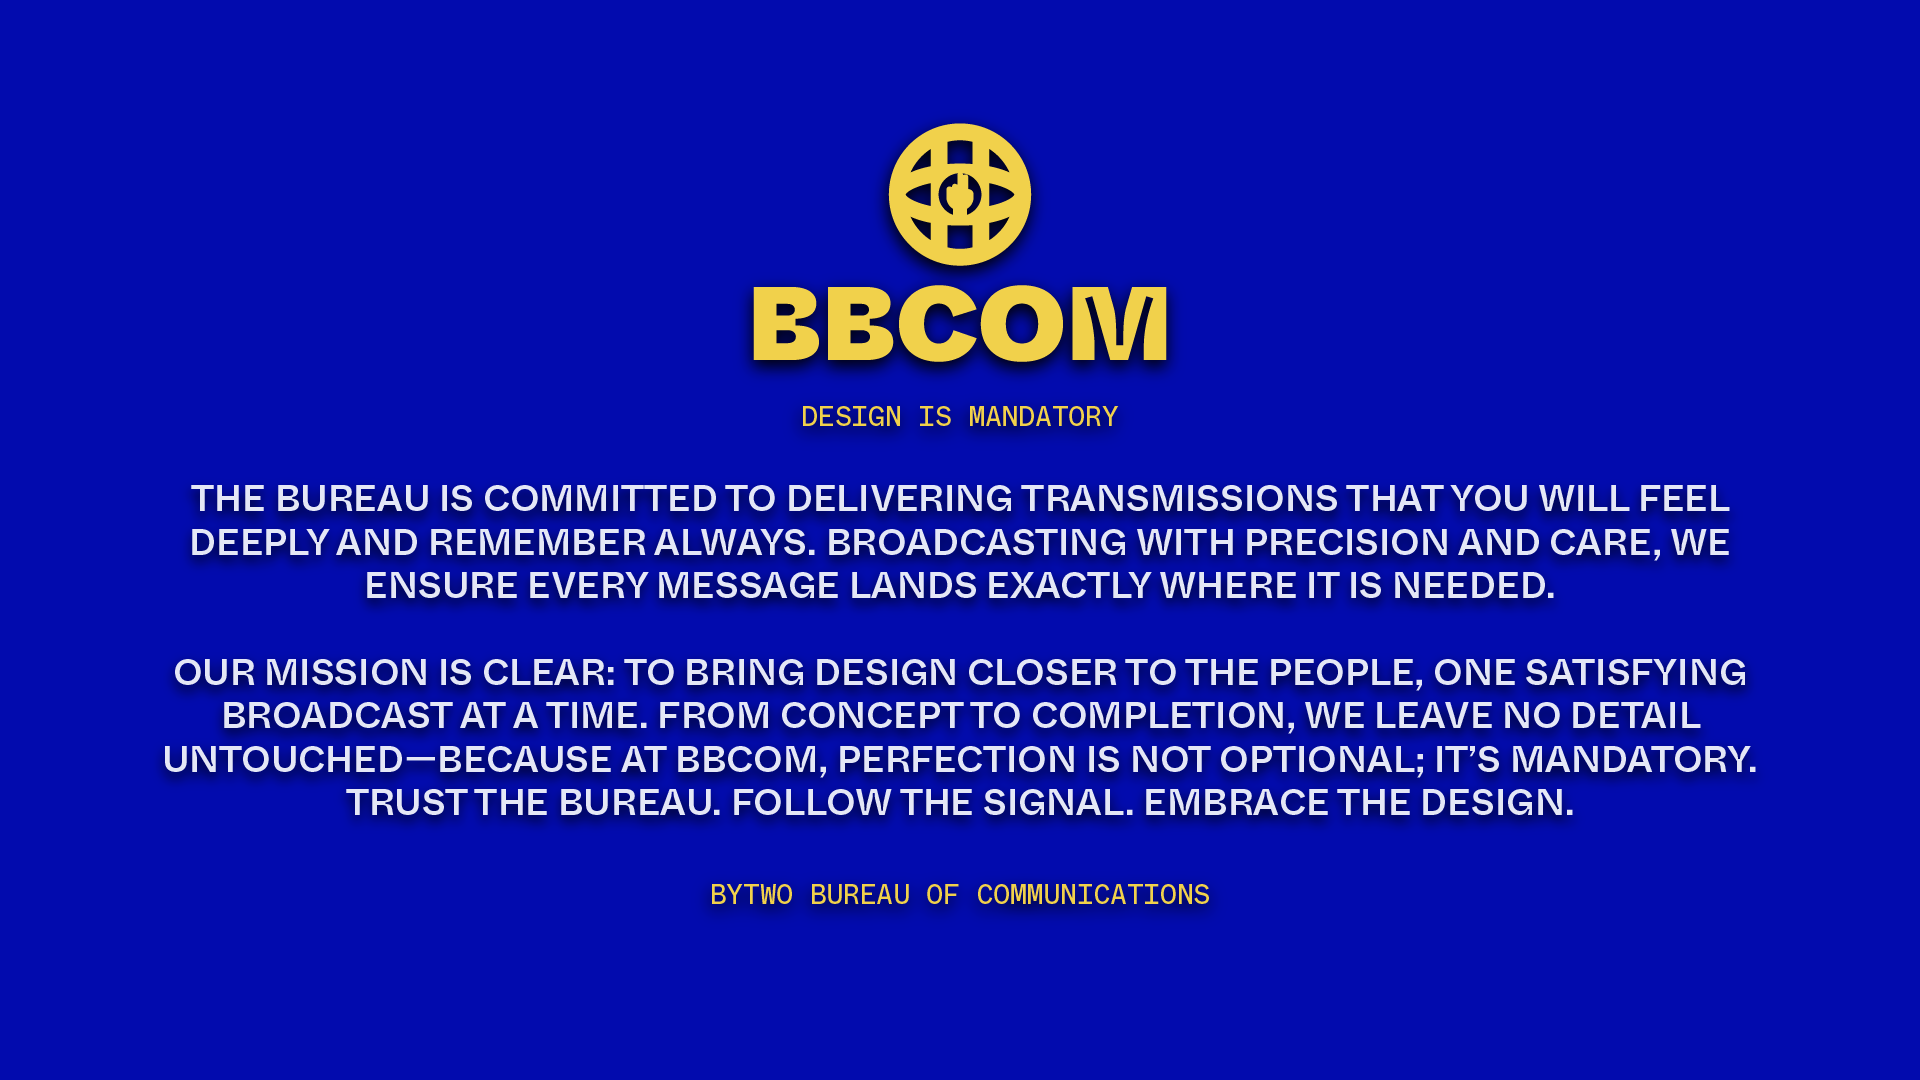 BBCOM
DESIGN IS MANDATORY
THE BUREAU IS COMMITTED TO DELIVERING TRANSMISSIONS THAT YOU WILL FEEL
DEEPLY AND REMEMBER ALWAYS. BROADCASTING WITH PRECISION AND CARE, WE
ENSURE EVERY MESSAGE LANDS EXACTLY WHERE IT IS NEEDED.
OUR MISSION IS CLEAR: TO BRING DESIGN CLOSER TO THE PEOPLE, ONE SATISFYING
BROADCAST AT A TIME. FROM CONCEPT TO COMPLETION, WE LEAVE NO DETAIL
UNTOUCHED—BECAUSE AT BBCOM, PERFECTION IS NOT OPTIONAL; IT’S MANDATORY.
TRUST THE BUREAU. FOLLOW THE SIGNAL. EMBRACE THE DESIGN.
BYTWO BUREAU OF COMMUNICATIONS